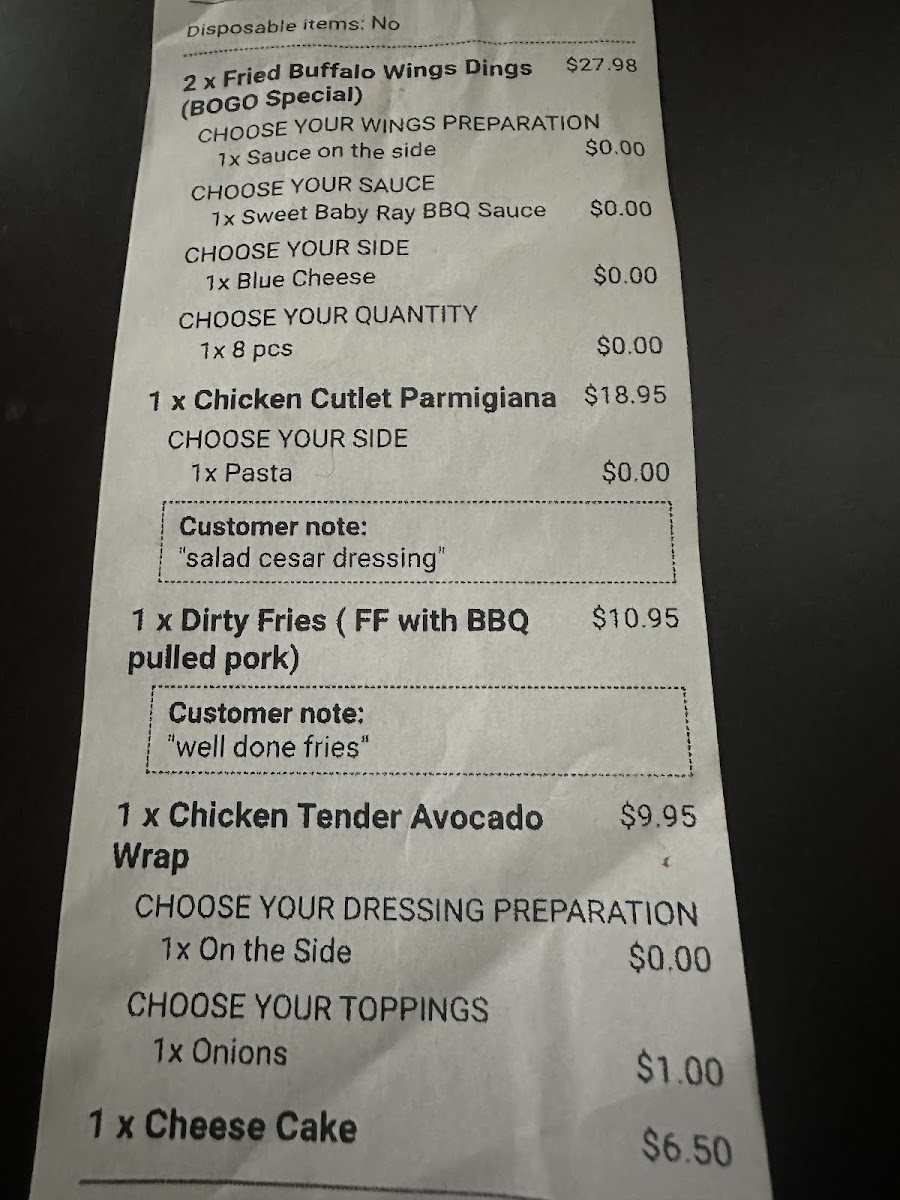 Disposable items: No
2 x Fried Buffalo Wings Dings $27.98
(BOGO Special)
CHOOSE YOUR WINGS PREPARATION
1x Sauce on the side $0.00
CHOOSE YOUR SAUCE
1x Sweet Baby Ray BBQ Sauce $0.00
CHOOSE YOUR SIDE
1x Blue Cheese $0.00
CHOOSE YOUR QUANTITY
1x 8 pcs $0.00
1 x Chicken Cutlet Parmigiana $18.95
CHOOSE YOUR SIDE
1x Pasta $0.00
Customer note:
"salad cesar dressing"
1 x Dirty Fries ( FF with BBQ $10.95
pulled pork)
Customer note:
"well done fries"
1 x Chicken Tender Avocado $9.95
Wrap
CHOOSE YOUR DRESSING PREPARATION
1x On the Side $0.00
CHOOSE YOUR TOPPINGS
1x Onions $1.00
1 x Cheese Cake $6.50